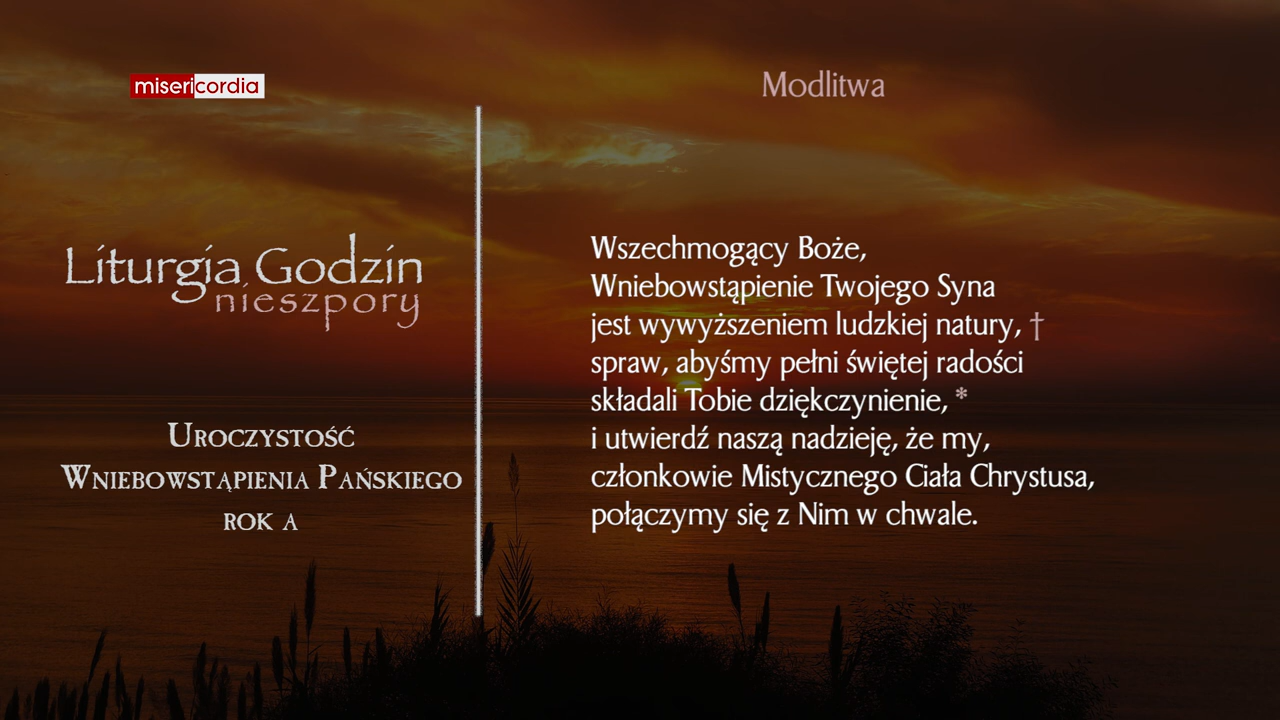 misericordia
Modlitwa
Liturgia Godzin
nieszpory
Uroczystość
Wniebowstąpienia Pańskiego
rok A
Wszechmogący Boże,
Wniebowstąpienie Twojego Syna
jest wywyższeniem ludzkiej natury, †
spraw, abyśmy pełni świętej radości
składali Tobie dziękczynienie, *
i utwierdź naszą nadzieję, że my,
członkowie Mistycznego Ciała Chrystusa,
połączymy się z Nim w chwale.